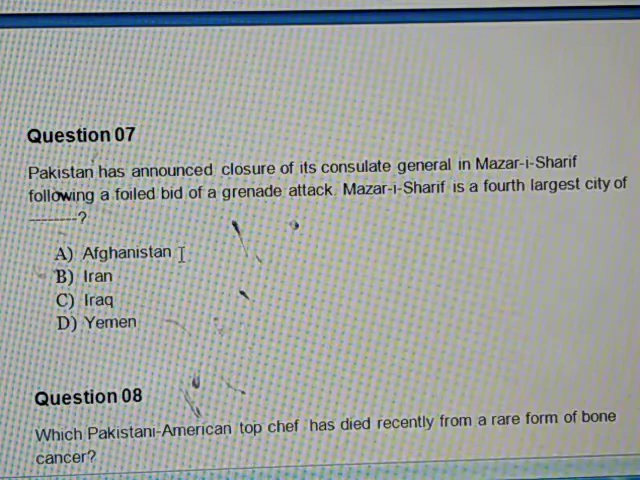 Question 07
Pakistan has announced closure of its consulate general in Mazar-i-Sharif
following a foiled bid of a grenade attack. Mazar-i-Sharif is a fourth largest city of
----------?
A) Afghanistan
B) Iran
C) Iraq
D) Yemen
Question 08
Which Pakistani-American top chef has died recently from a rare form of bone
cancer?